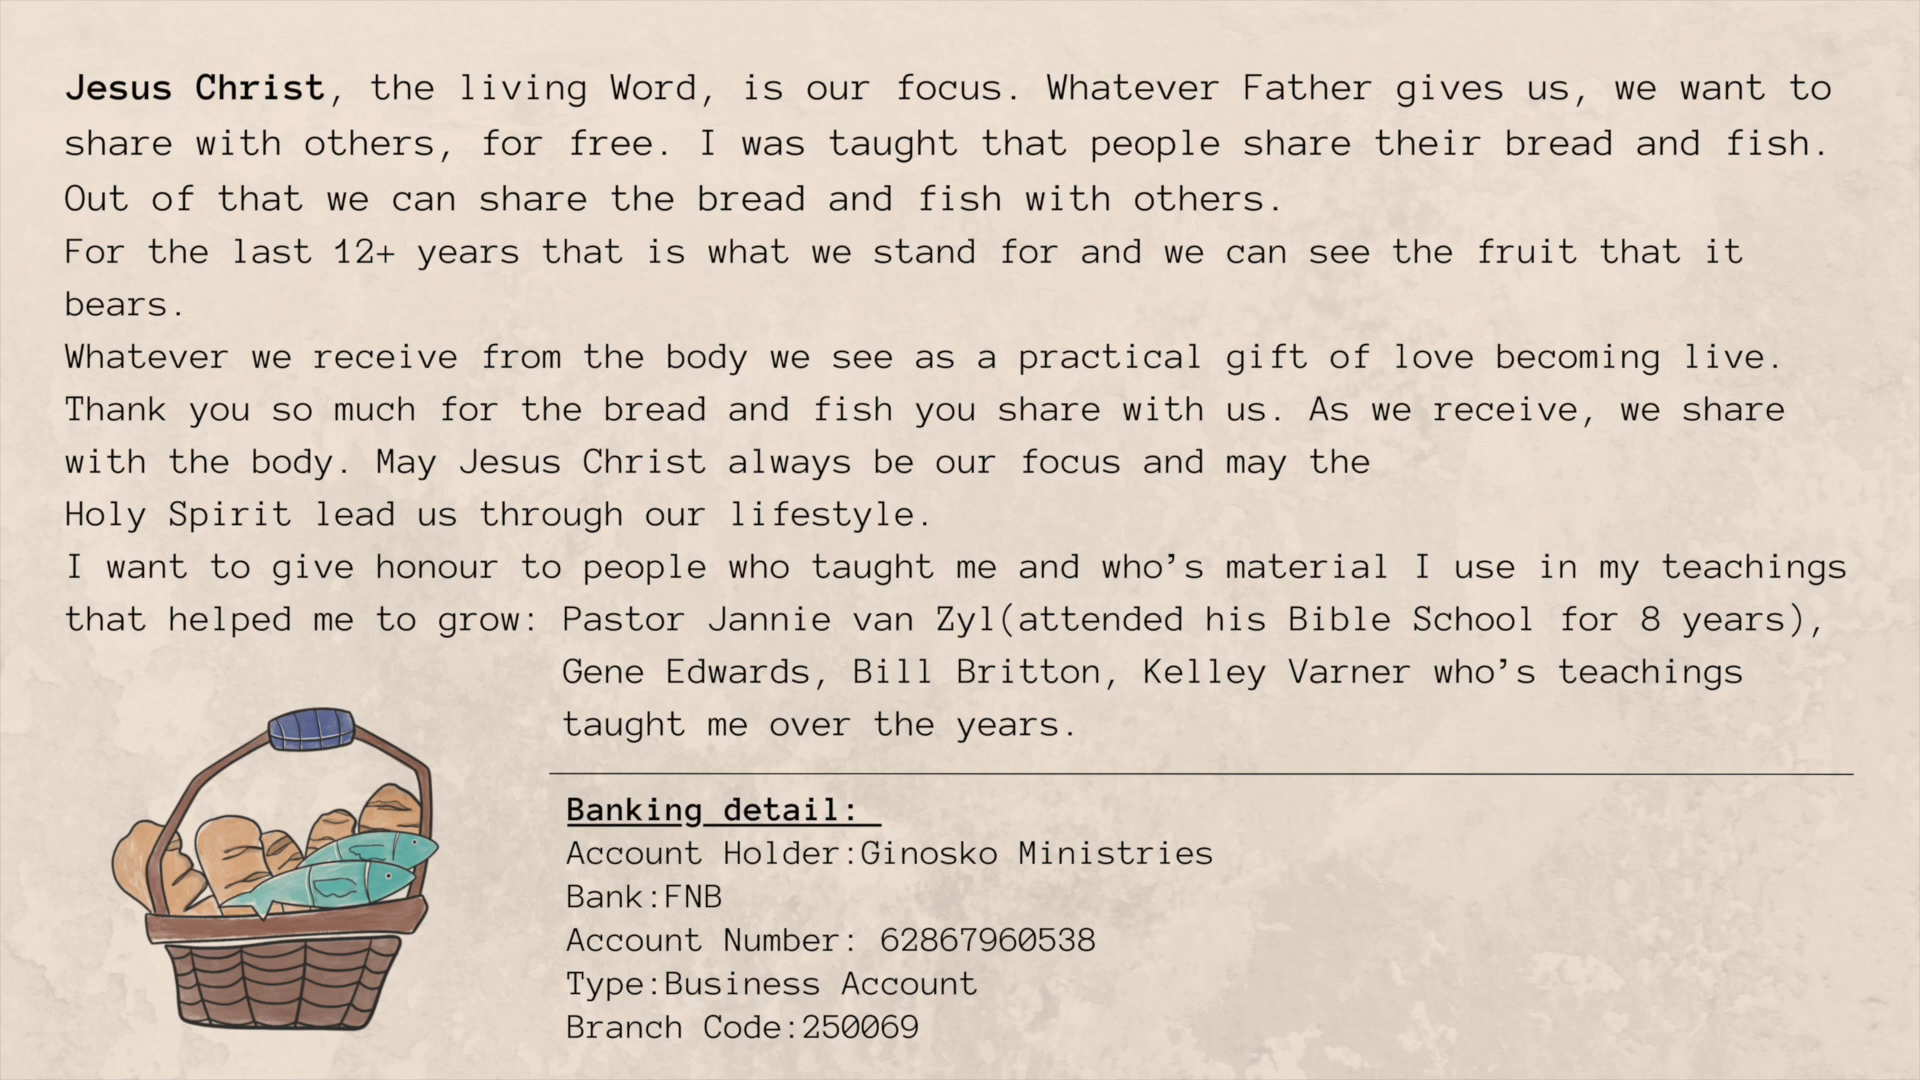 Jesus Christ, the living Word, is our focus. Whatever Father gives us, we want to
share with others, for free. I was taught that people share their bread and fish.
Out of that we can share the bread and fish with others.
For the last 12+ years that is what we stand for and we can see the fruit that it
bears.
Whatever we receive from the body we see as a practical gift of love becoming live.
Thank you so much for the bread and fish you share with us. As we receive, we share
with the body. May Jesus Christ always be our focus and may the
Holy Spirit lead us through our lifestyle.
I want to give honour to people who taught me and who’s material I use in my teachings
that helped me to grow: Pastor Jannie van Zyl(attended his Bible School for 8 years),
Gene Edwards, Bill Britton, Kelley Varner who’s teachings
taught me over the years.
Banking detail:
Account Holder:Ginosko Ministries
Bank:FNB
Account Number: 62867960538
Type:Business Account
Branch Code:250069